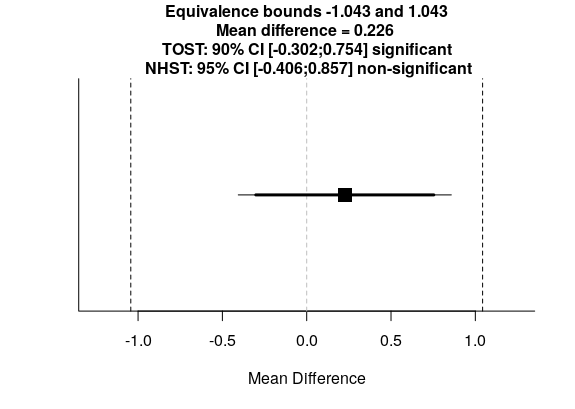 Equivalence bounds -1.043 and 1.043
Mean difference = 0.226
TOST: 90% CI [-0.302;0.754] significant
NHST: 95% CI [-0.406;0.857] non-significant
-1.0 -0.5 0.0 0.5 1.0
Mean Difference